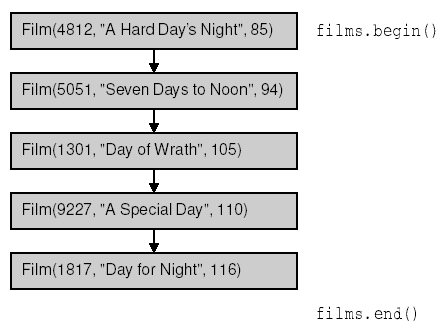 Film(4812, "A Hard Day's Night", 85) films.begin()
Film(5051, "Seven Days to Noon", 94)
Film(1301, "Day of Wrath", 105)
Film(9227, "A Special Day", 110)
Film(1817, "Day for Night", 116)
films.end()